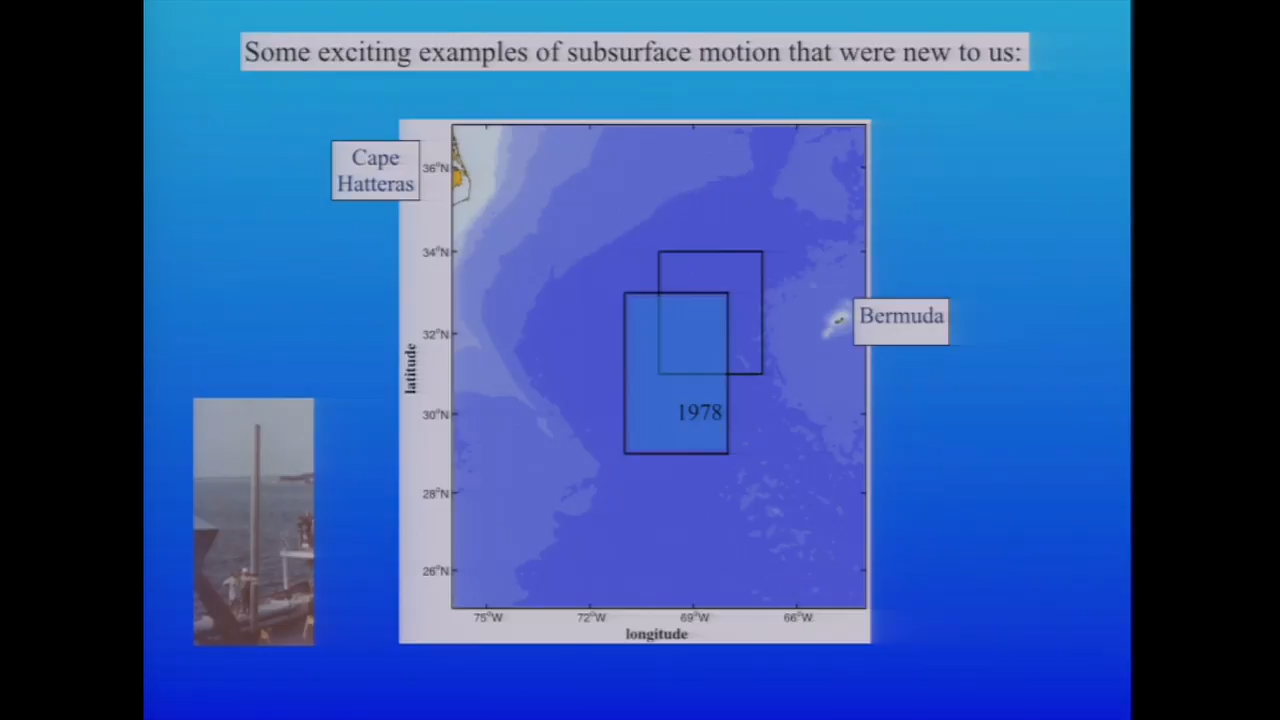 Some exciting examples of subsurface motion that were new to us:
Cape
Hatteras
36°N
34°N
32°N
30°N
28°N
26°N
latitude
Bermuda
1978
75°W
72°W
69°W
66°W
longitude